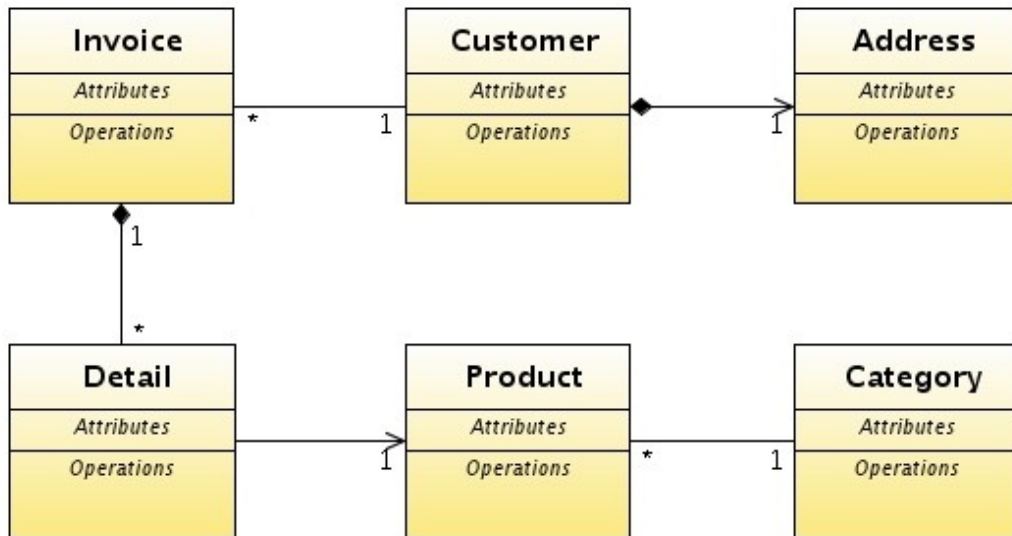 Invoice
Customer
Address
Attributes
Attributes
Attributes
*
1
1
Operations
Operations
Operations
1
*
Detail
Product
Category
Attributes
Attributes
Attributes
1
*
1
Operations
Operations
Operations